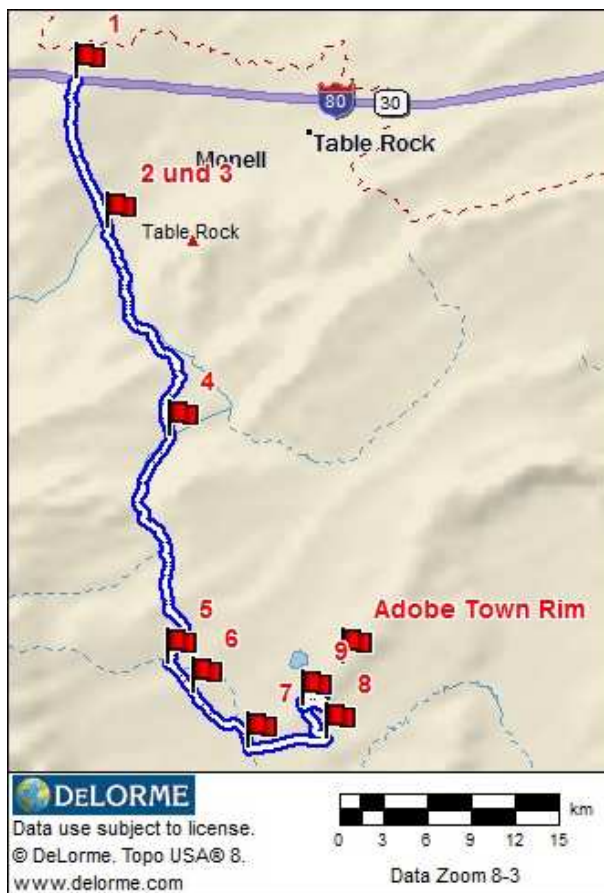 1
80
30
Table Rock
Monell
2 und 3
Table Rock
4
Adobe Town Rim
5
6
9
7
8
DELORME
Data use subject to license.
© DeLorme. Topo USA® 8.
www.delorme.com
km
0 3 6 9 12 15
Data Zoom 8-3